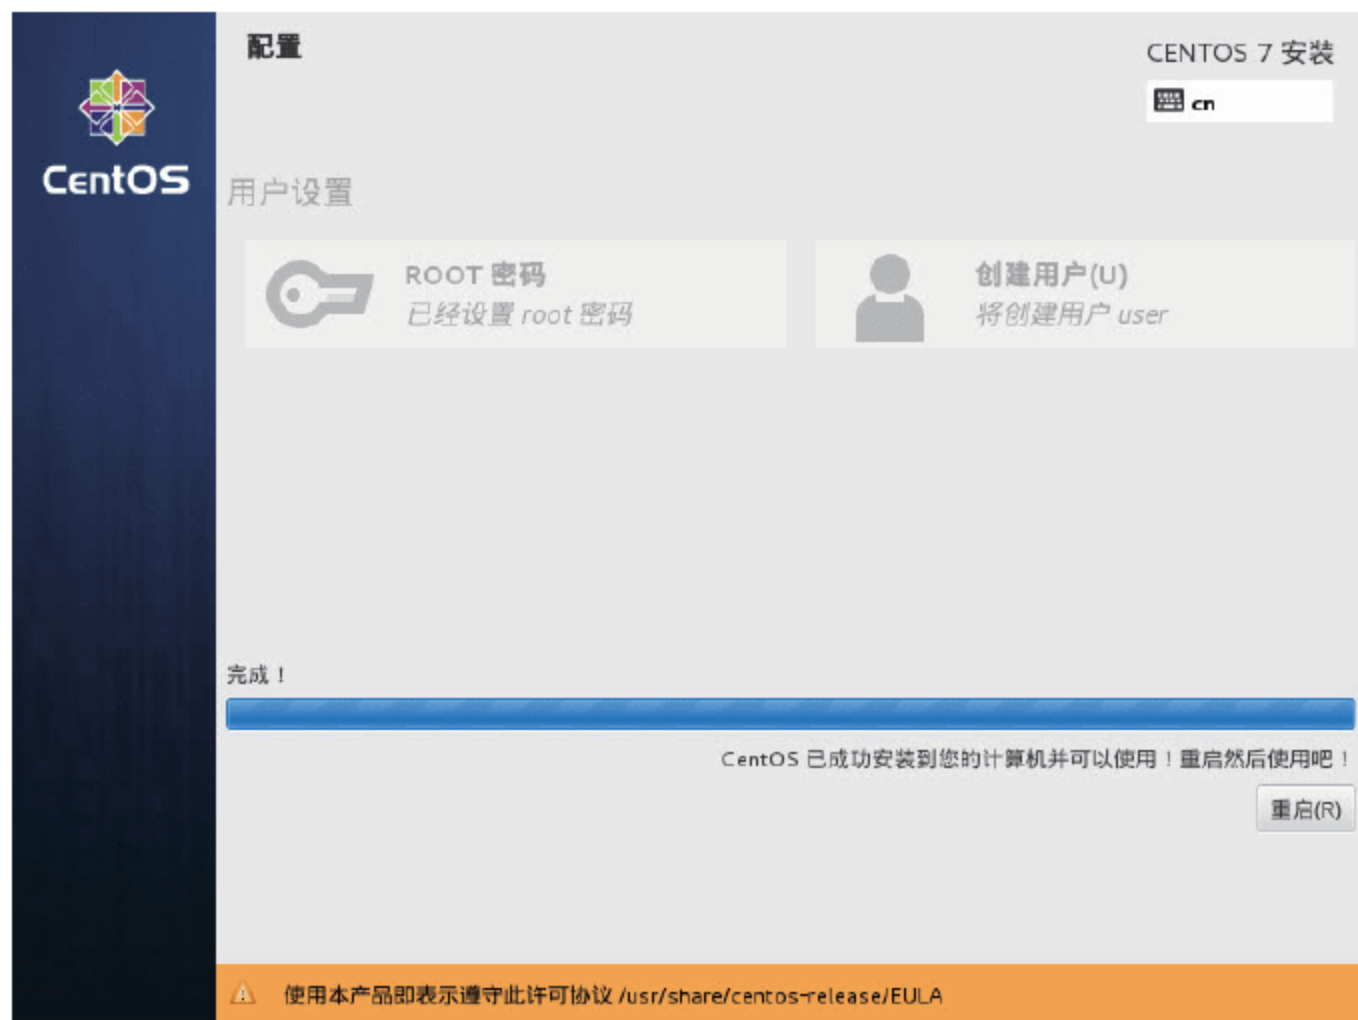 配置
CENTOS 7 安装
cn
CentOS
用户设置
ROOT 密码
已经设置 root 密码
创建用户(U)
将创建用户 user
完成！
CentOS 已成功安装到您的计算机并可以使用！重启然后使用吧！
重启(R)
使用本产品即表示遵守此许可协议 /usr/share/centos-release/EULA